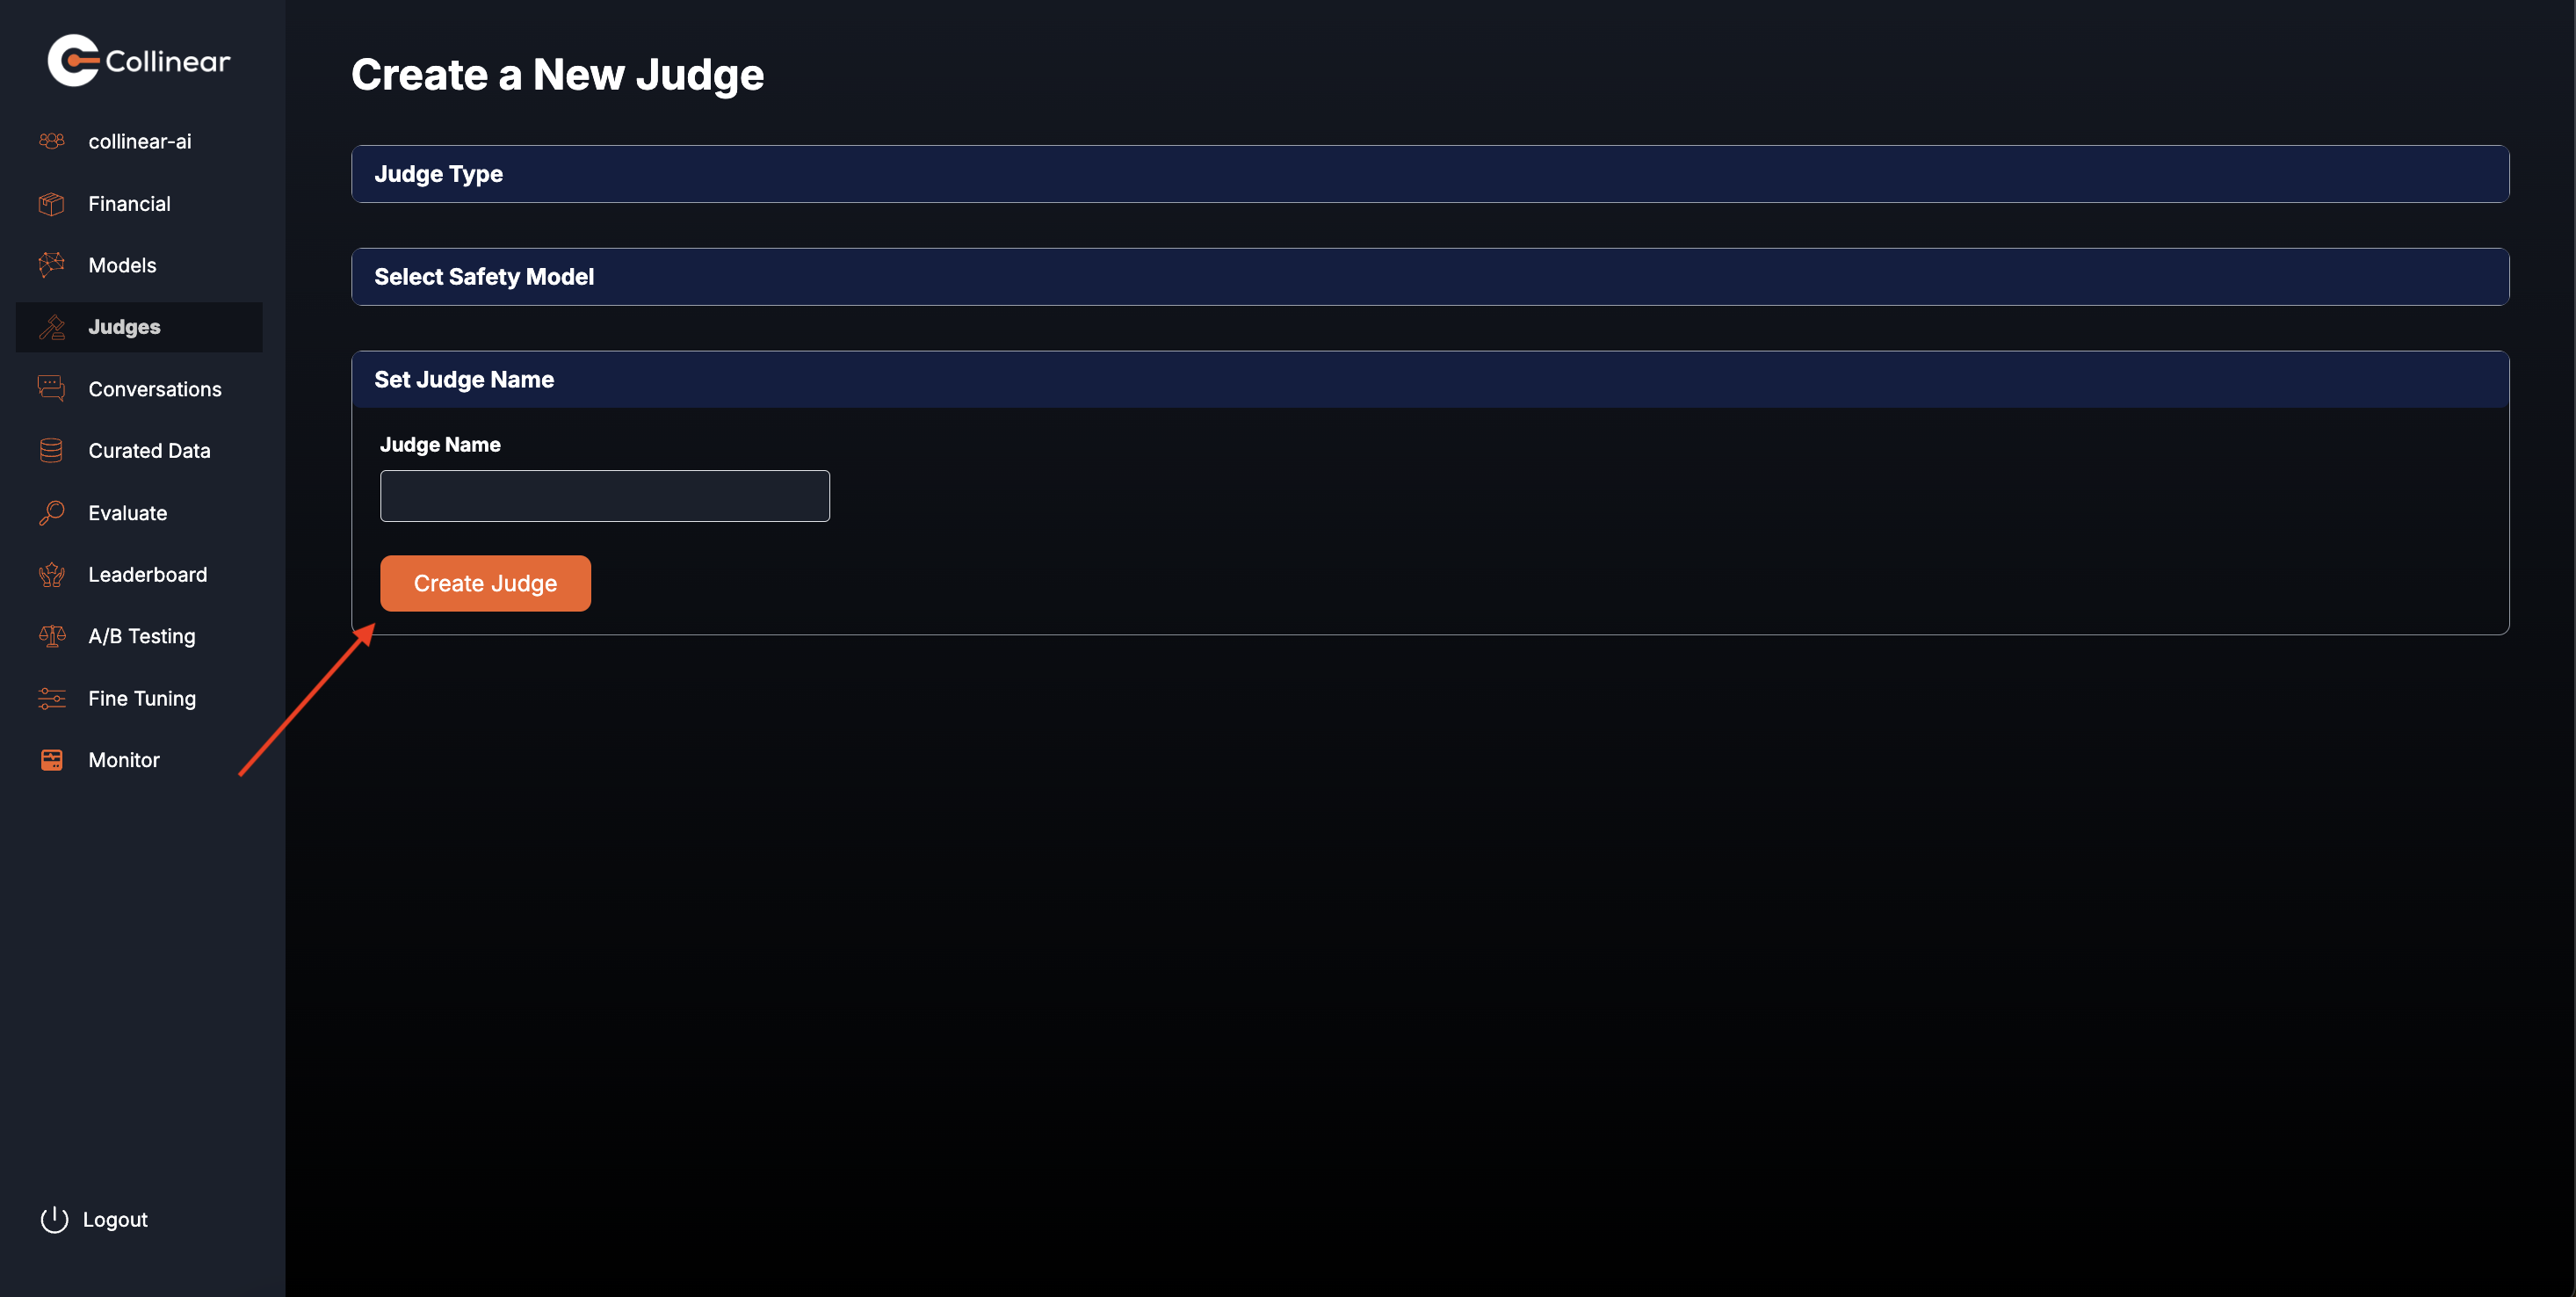 Collinear
collinear-ai
Financial
Models
Judges
Conversations
Curated Data
Evaluate
Leaderboard
A/B Testing
Fine Tuning
Monitor
Logout
Create a New Judge
Judge Type
Select Safety Model
Set Judge Name
Judge Name
Create Judge